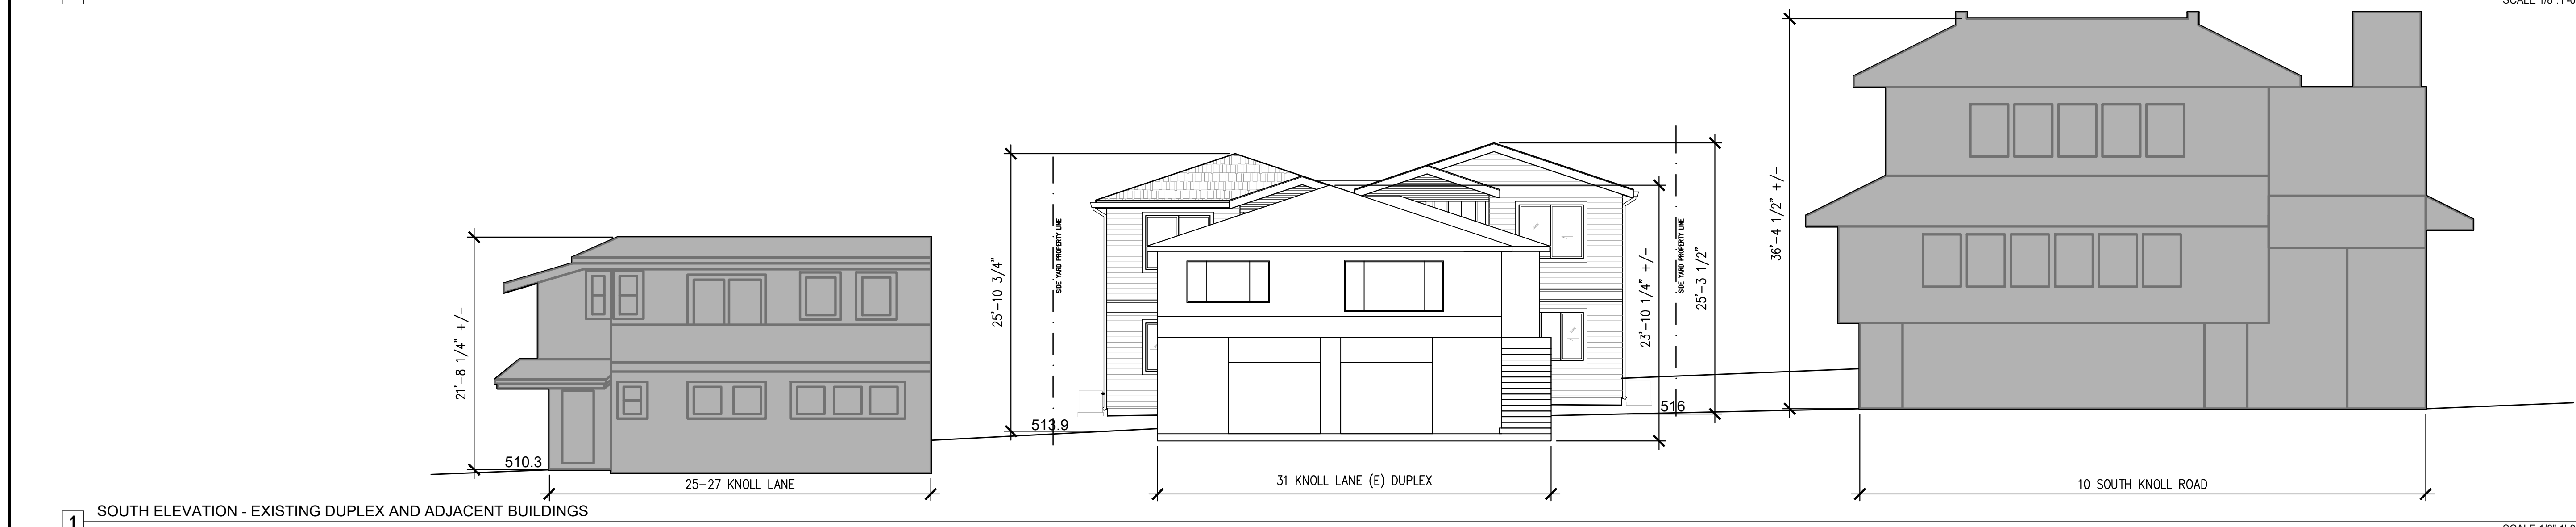 36'-4 1/2" +/-
25'-10 3/4"
SIDE YARD PROPERTY LINE
SIDE YARD PROPERTY LINE
23'-10 1/4" +/-
25'-3 1/2"
21'-8 1/4" +/-
516
513.9
510.3
25-27 KNOLL LANE
31 KNOLL LANE (E) DUPLEX
10 SOUTH KNOLL ROAD
1
SOUTH ELEVATION - EXISTING DUPLEX AND ADJACENT BUILDINGS